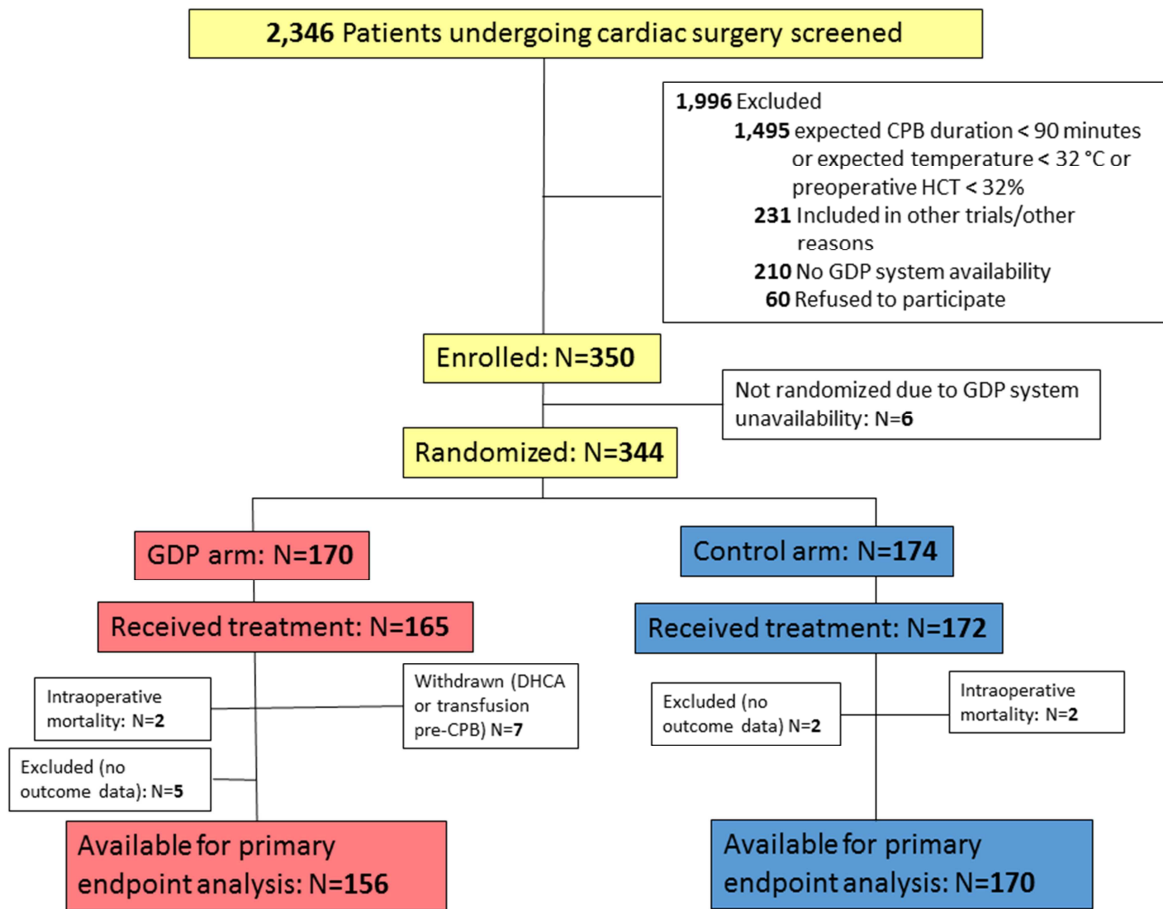 2,346 Patients undergoing cardiac surgery screened
1,996 Excluded
1,495 expected CPB duration < 90 minutes
or expected temperature < 32 °C or
preoperative HCT < 32%
231 Included in other trials/other
reasons
210 No GDP system availability
60 Refused to participate
Enrolled: N=350
Not randomized due to GDP system
unavailability: N=6
Randomized: N=344
GDP arm: N=170
Control arm: N=174
Received treatment: N=165
Received treatment: N=172
Intraoperative
mortality: N=2
Withdrawn (DHCA
or transfusion
pre-CPB) N=7
Excluded (no
outcome data) N=2
Intraoperative
mortality: N=2
Excluded (no
outcome data): N=5
Available for primary
endpoint analysis: N=156
Available for primary
endpoint analysis: N=170